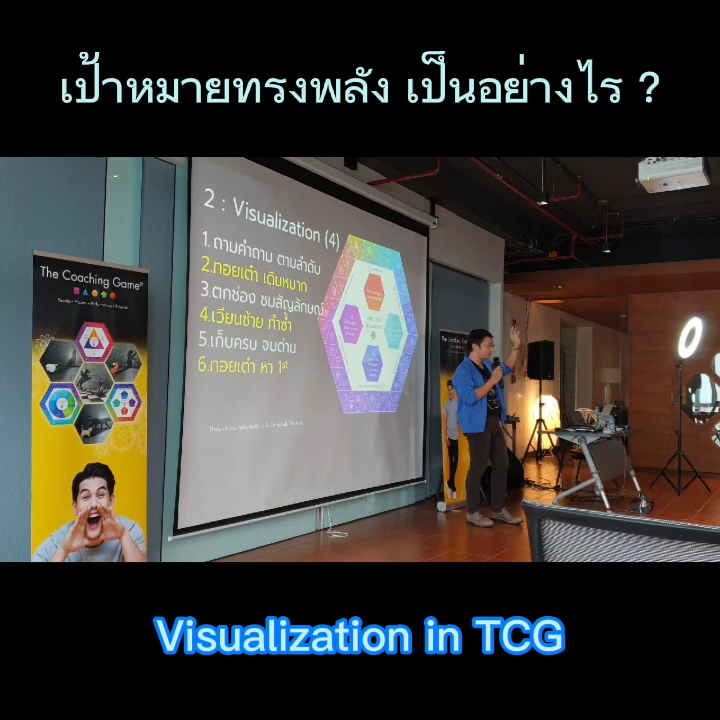 เป้าหมายทรงพลัง เป็นอย่างไร ?
The Coaching Game®
2 : Visualization (4)
1. ถามคำถาม ตามลำดับ
2.ทอยเต๋า เดินหมาก
3.ตกช่อง ชมสัญลักษณ์
4.เวียนซ้าย ทำซ้ำ
5.เก็บครบ จบด่าน
6.ทอยเต๋า หา 1st
The Coaching Game
Visualization in TCG